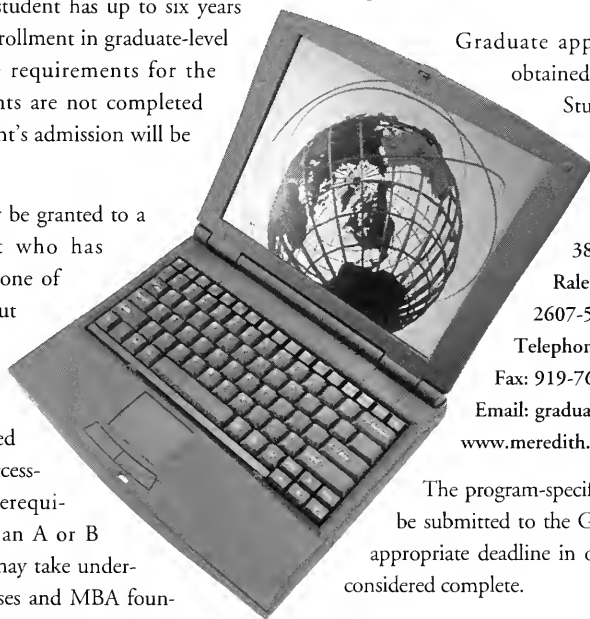 student has up to six years
rollment in graduate-level
requirements for the
nts are not completed
nt's admission will be
be granted to a
who has
one of
ut
ed
cess-
erequi-
an A or B
may take under-
ses and MBA foun-
Graduate app
obtained
Stu
38
Rale
2607-5
Telephon
Fax: 919-76
Email: gradua
www.meredith.
The program-specif
be submitted to the G
appropriate deadline in o
considered complete.